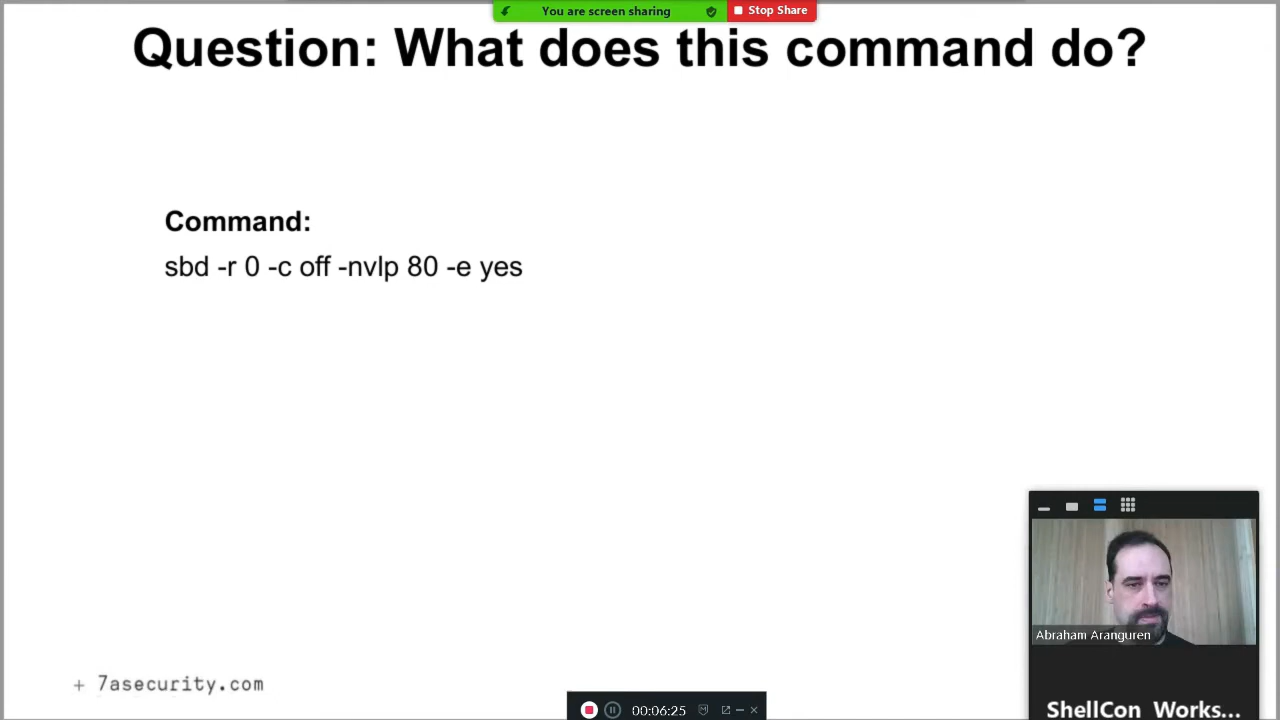 You are screen sharing
Stop Share
Question: What does this command do?
Command:
sbd -r 0 -c off -nvlp 80 -e yes
Abraham Aranguren
ShellCon Works...
+ 7asecurity.com
00:06:25